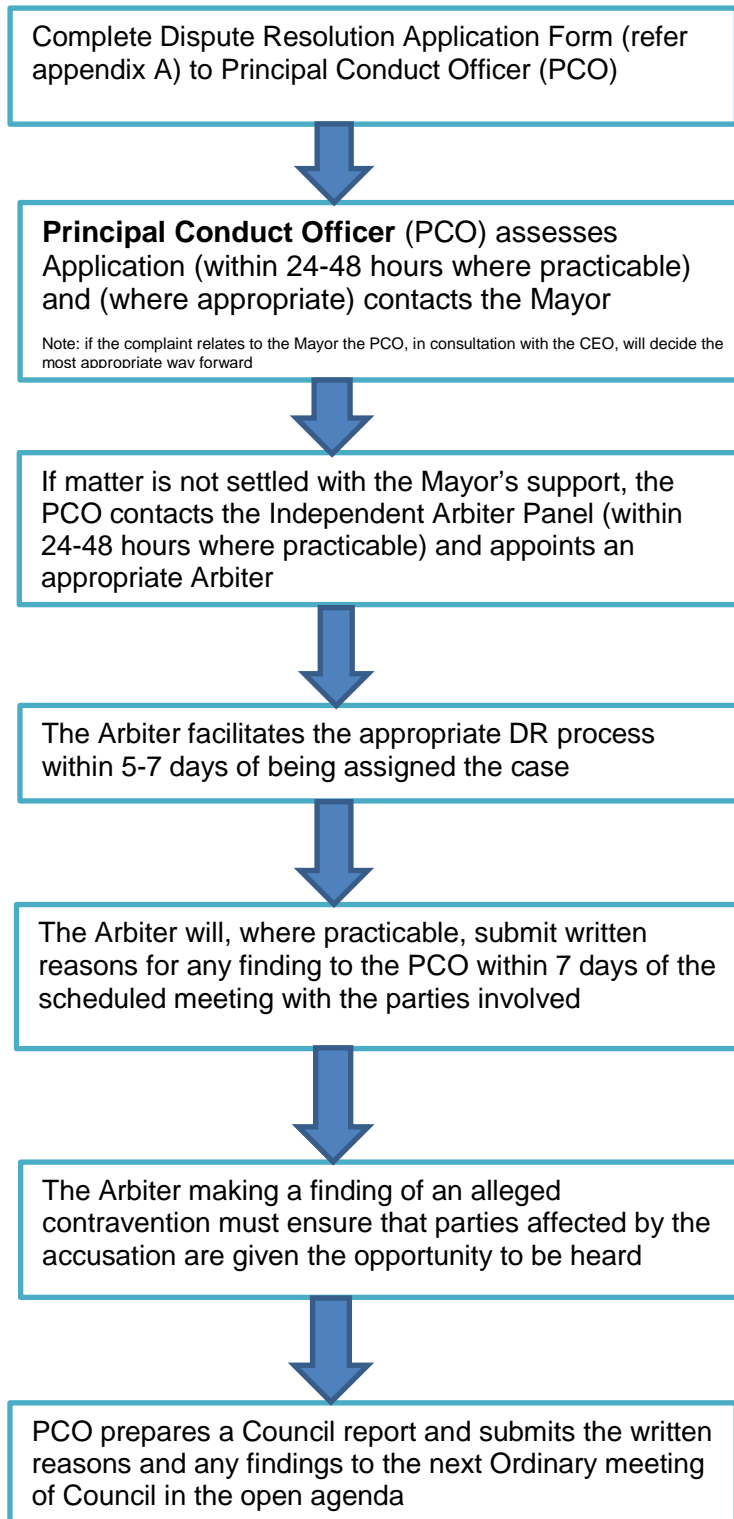 Complete Dispute Resolution Application Form (refer
appendix A) to Principal Conduct Officer (PCO)
Principal Conduct Officer (PCO) assesses
Application (within 24-48 hours where practicable)
and (where appropriate) contacts the Mayor
Note: if the complaint relates to the Mayor the PCO, in consultation with the CEO, will decide the
most appropriate way forward
If matter is not settled with the Mayor’s support, the
PCO contacts the Independent Arbiter Panel (within
24-48 hours where practicable) and appoints an
appropriate Arbiter
The Arbiter facilitates the appropriate DR process
within 5-7 days of being assigned the case
The Arbiter will, where practicable, submit written
reasons for any finding to the PCO within 7 days of the
scheduled meeting with the parties involved
The Arbiter making a finding of an alleged
contravention must ensure that parties affected by the
accusation are given the opportunity to be heard
PCO prepares a Council report and submits the written
reasons and any findings to the next Ordinary meeting
of Council in the open agenda